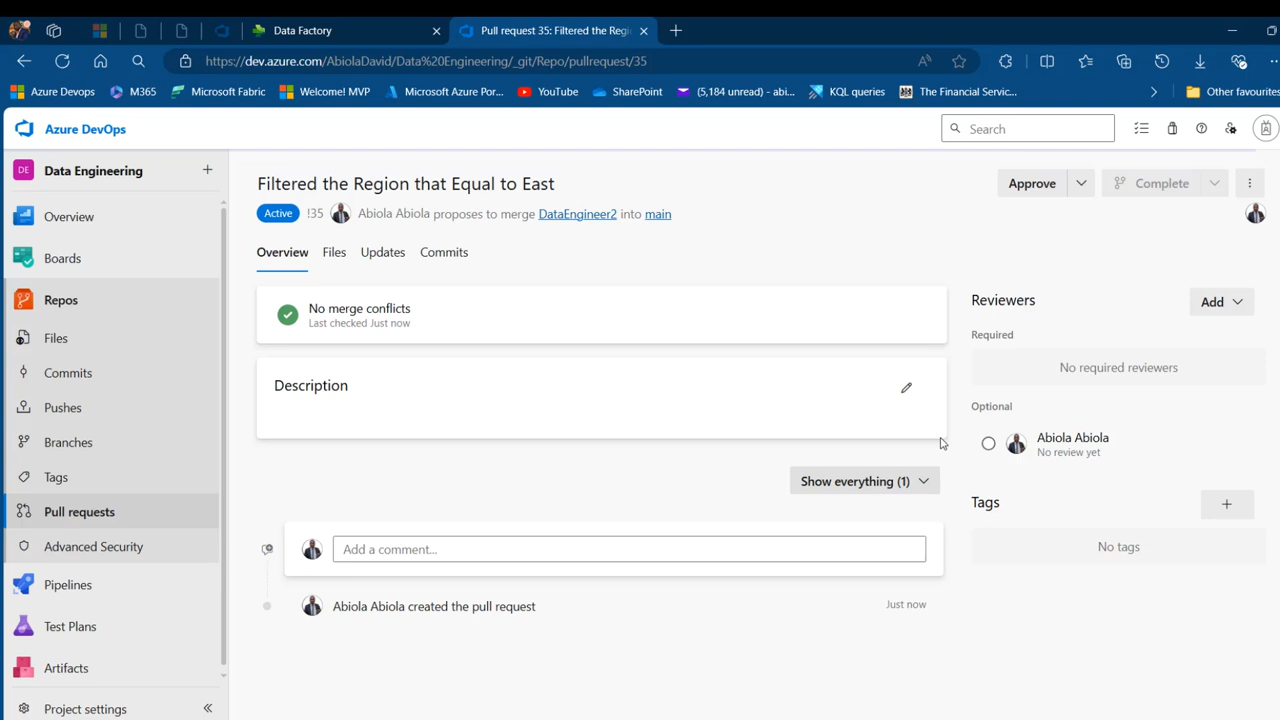 Data Factory
Pull request 35: Filtered the Regi
https://dev.azure.com/AbiolaDavid/Data%20Engineering/_git/Repo/pullrequest/35
Azure Devops
M365
Microsoft Fabric
Welcome! MVP
Microsoft Azure Por...
YouTube
SharePoint
(5,184 unread) - abi...
KQL queries
The Financial Servic...
Other favourites
Azure DevOps
Search
DE
Data Engineering
Overview
Boards
Repos
Files
Commits
Pushes
Branches
Tags
Pull requests
Advanced Security
Pipelines
Test Plans
Artifacts
Project settings
Filtered the Region that Equal to East
Approve
Complete
Active
!35
Abiola Abiola proposes to merge DataEngineer2 into main
Overview
Files
Updates
Commits
No merge conflicts
Last checked Just now
Description
Show everything (1)
Add a comment...
Abiola Abiola created the pull request
Just now
Reviewers
Add
Required
No required reviewers
Optional
Abiola Abiola
No review yet
Tags
No tags